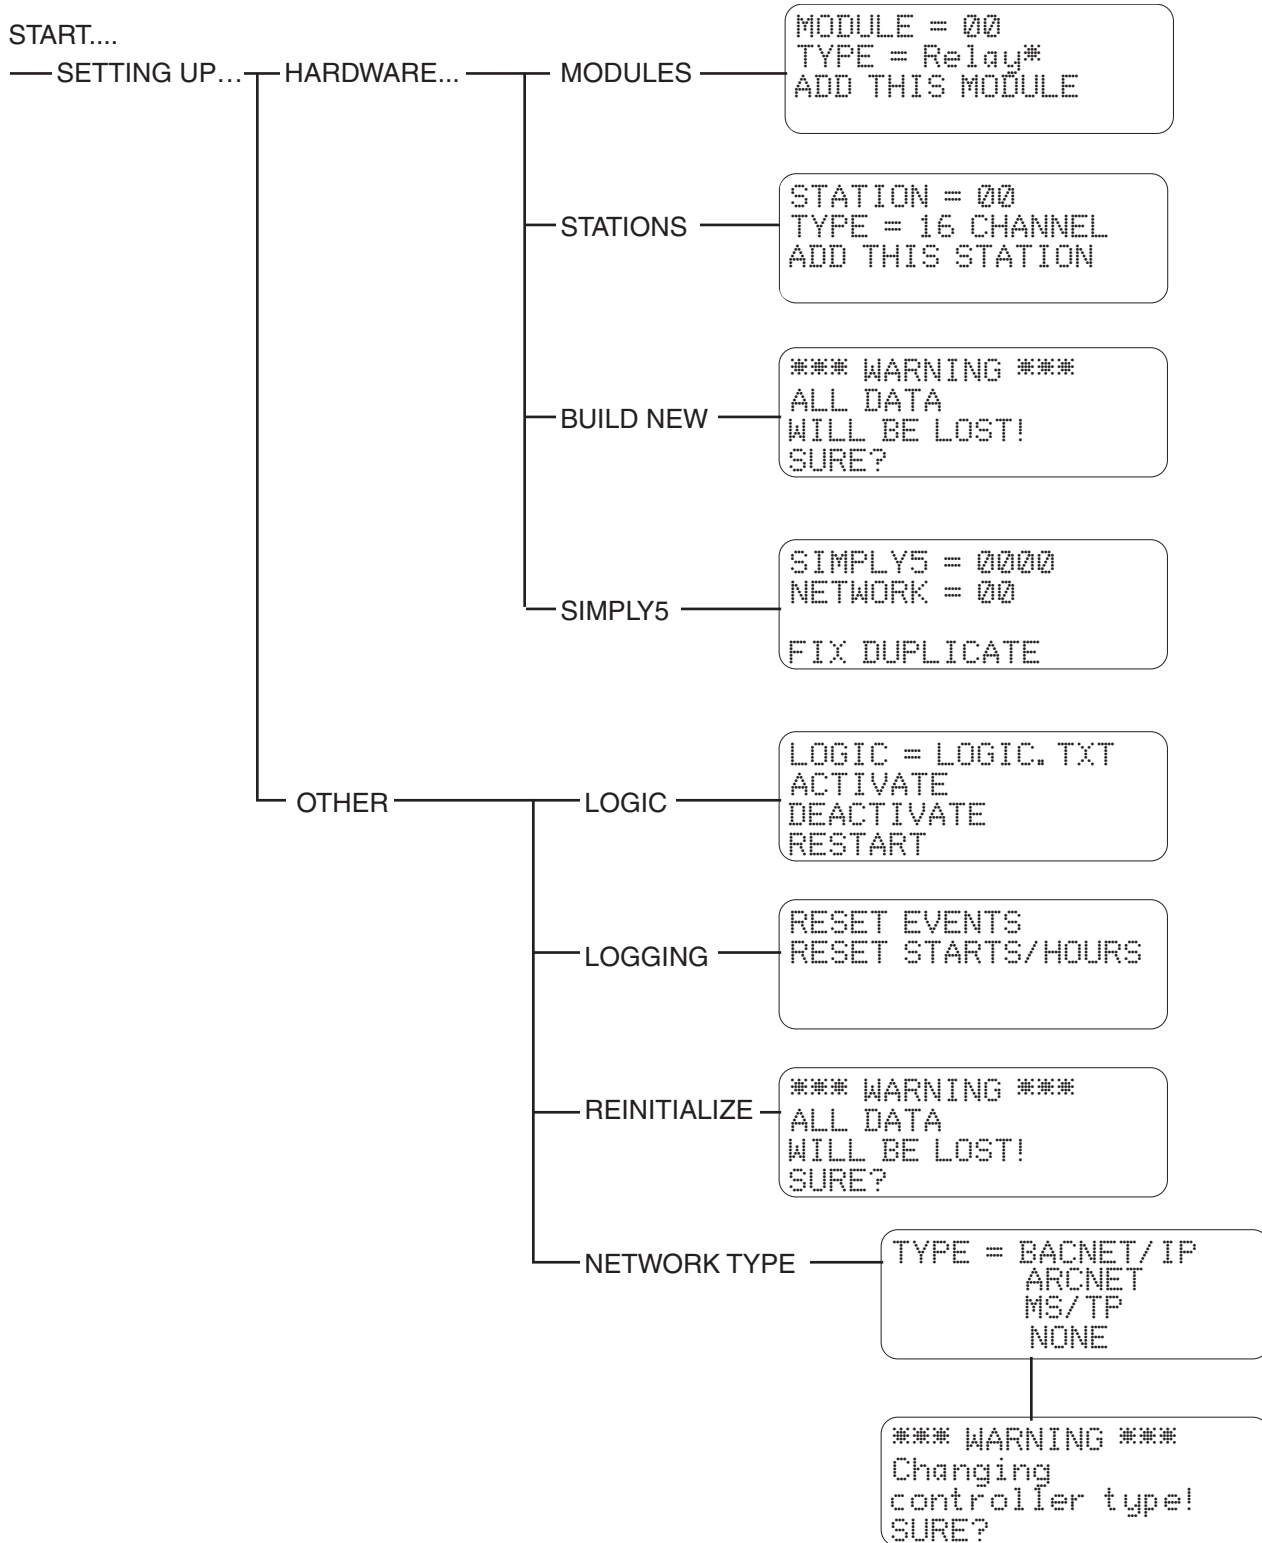 START....
SETTING UP...
HARDWARE...
MODULES
MODULE = 00
TYPE = Relay*
ADD THIS MODULE
STATIONS
STATION = 00
TYPE = 16 CHANNEL
ADD THIS STATION
BUILD NEW
*** WARNING ***
ALL DATA
WILL BE LOST!
SURE?
SIMPLY5
SIMPLY5 = 0000
NETWORK = 00
FIX DUPLICATE
OTHER
LOGIC
LOGIC = LOGIC.TXT
ACTIVATE
DEACTIVATE
RESTART
LOGGING
RESET EVENTS
RESET STARTS/HOURS
REINITIALIZE
*** WARNING ***
ALL DATA
WILL BE LOST!
SURE?
NETWORK TYPE
TYPE = BACNET/IP
ARCNET
MS/TP
NONE
*** WARNING ***
Changing
controller type!
SURE?